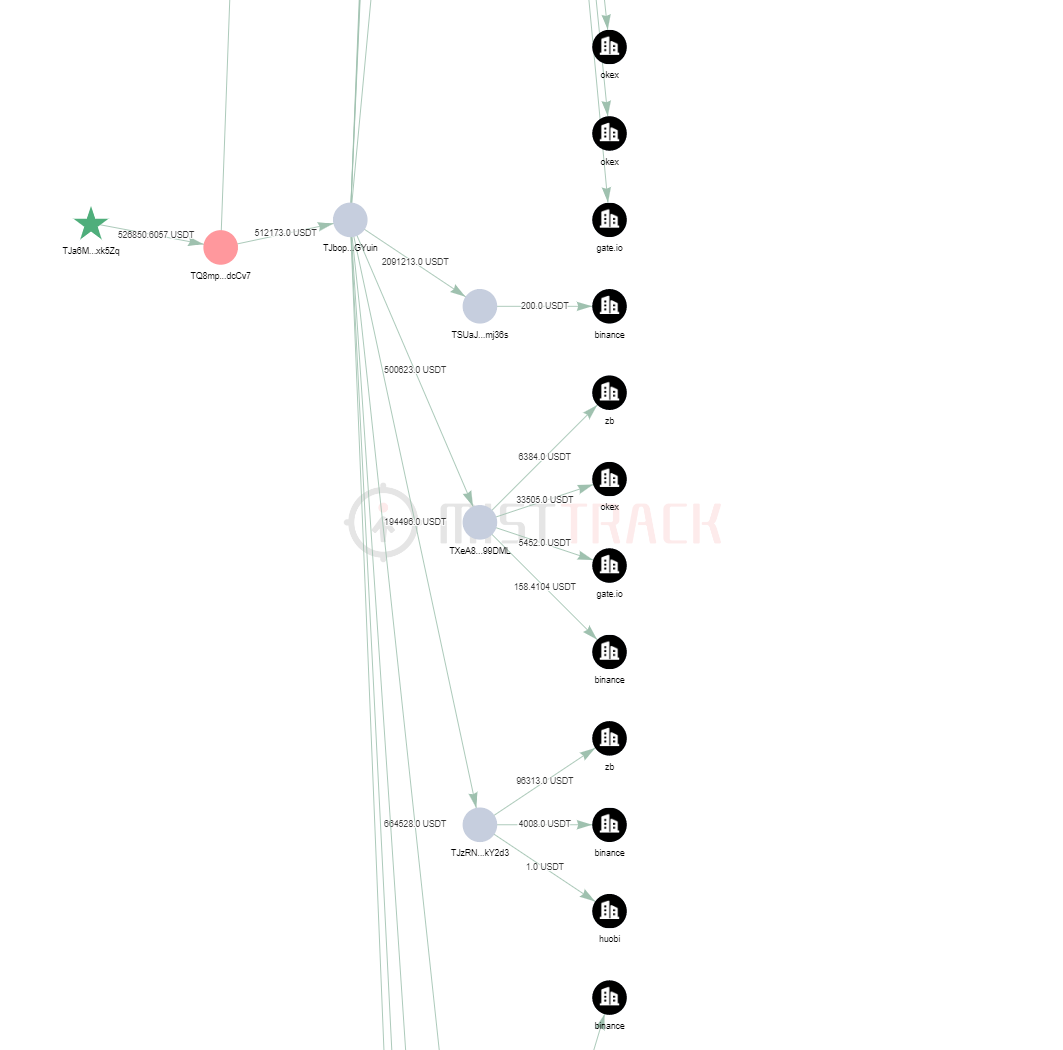 okex
okex
gate.io
526850.6057 USDT
TJa6M...xk5Zq
512173.0 USDT
TQ8mp...dcCv7
TJbop...GYuin
2091213.0 USDT
TSUaJ...mj36s
200.0 USDT
binance
500623.0 USDT
zb
6384.0 USDT
33505.0 USDT
okex
194496.0 USDT
MISTTRACK
TXeA8...99DML
5452.0 USDT
gate.io
158.4104 USDT
binance
zb
96313.0 USDT
664528.0 USDT
TJzRN...kY2d3
4008.0 USDT
binance
1.0 USDT
huobi
binance